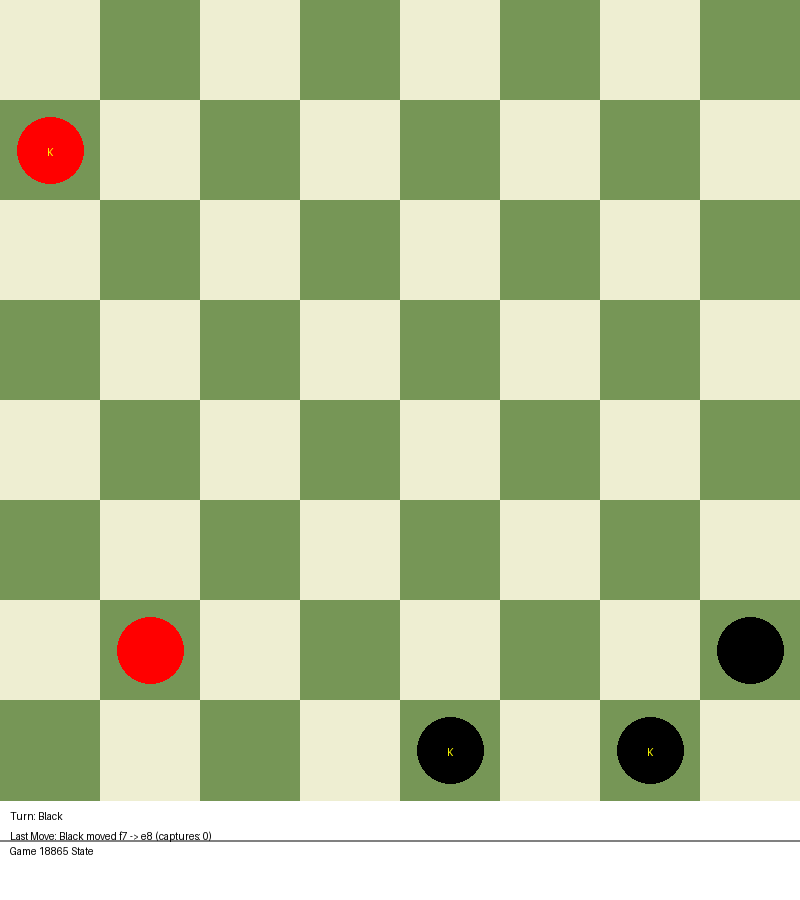 K
K K
Turn: Black
Last Move: Black moved f7 -> e8 (captures: 0)
Game 18865 State